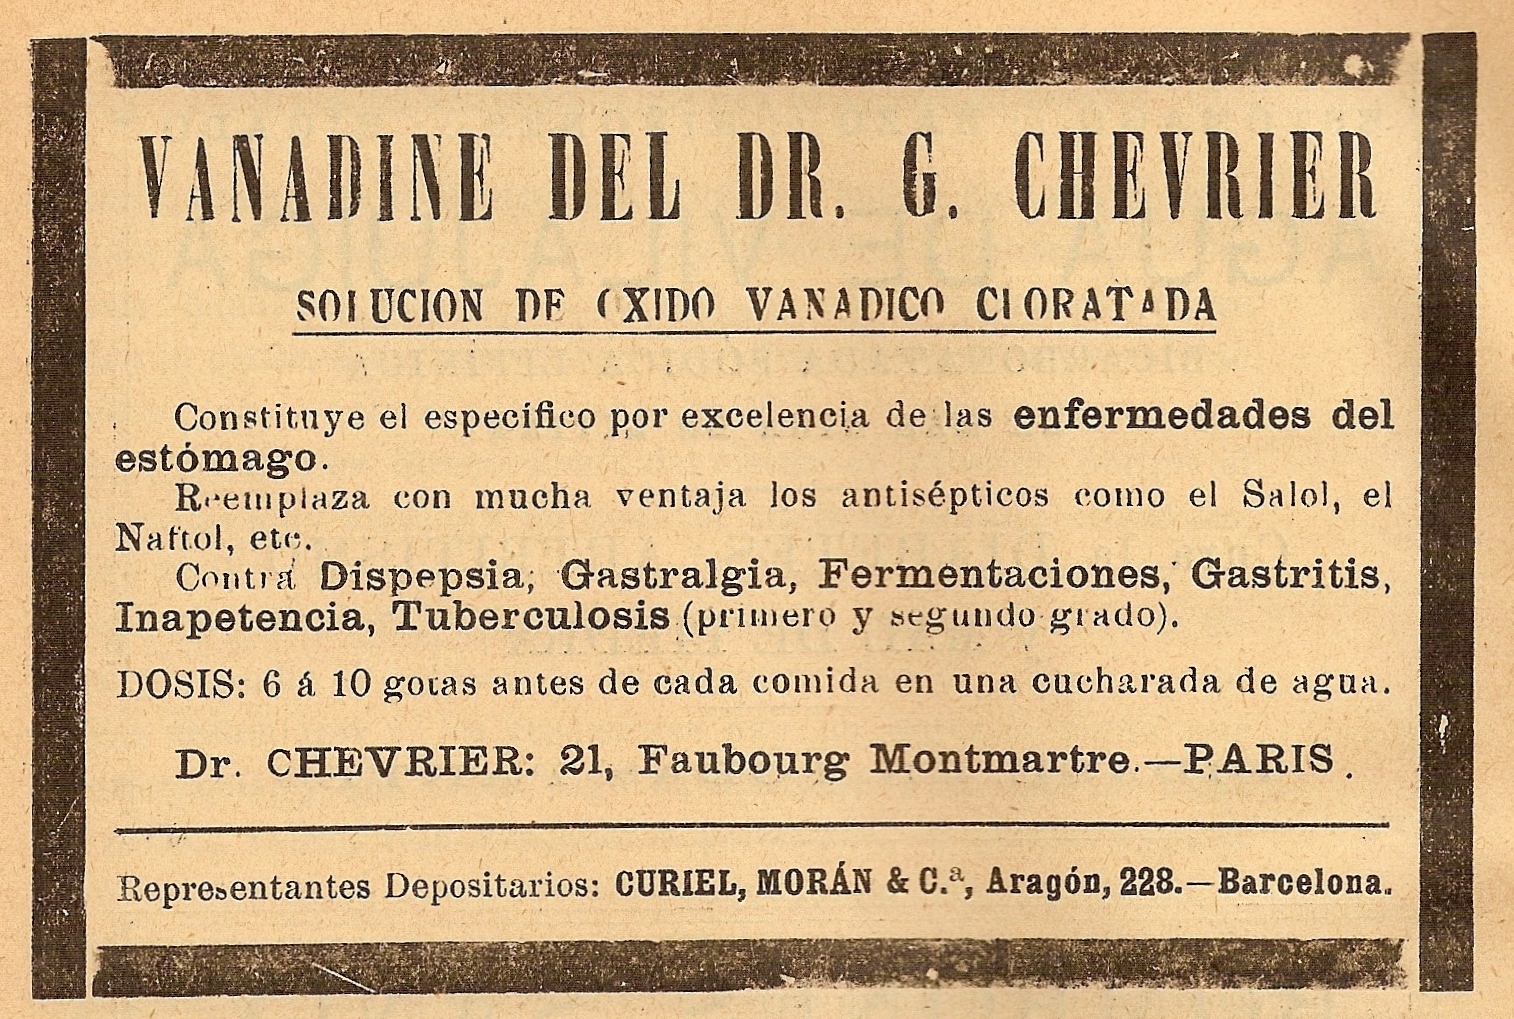 VANADINE DEL DR. G. CHEVRIER
SOLUCION DE OXIDO VANADICO CLORATADA
Constituye el específico por excelencia de las enfermedades del
estómago.
Reemplaza con mucha ventaja los antisépticos como el Salol, el
Naftol, etc.
Contra Dispepsia, Gastralgia, Fermentaciones, Gastritis,
Inapetencia, Tuberculosis (primero y segundo grado).
DOSIS: 6 á 10 gotas antes de cada comida en una cucharada de agua.
Dr. CHEVRIER: 21, Faubourg Montmartre.—PARIS.
Representantes Depositarios: CURIEL, MORÁN & C.ª, Aragón, 228.—Barcelona.